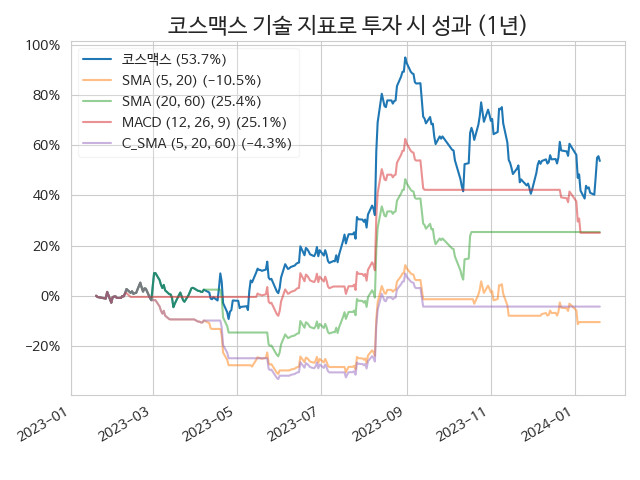 코스맥스 기술 지표로 투자 시 성과 (1년)
100%
80%
60%
40%
20%
0%
−20%
코스맥스 (53.7%)
SMA (5, 20) (−10.5%)
SMA (20, 60) (25.4%)
MACD (12, 26, 9) (25.1%)
C_SMA (5, 20, 60) (−4.3%)
2023−01
2023−03
2023−05
2023−07
2023−09
2023−11
2024−01